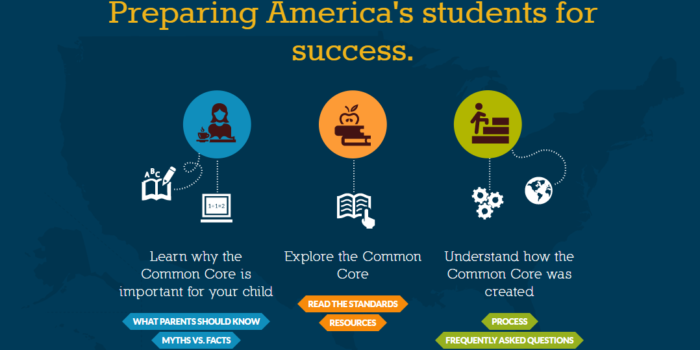 Preparing America's students for
success.
ABC
1+1=2
Learn why the
Common Core is
important for your child
WHAT PARENTS SHOULD KNOW
MYTHS VS. FACTS
Explore the Common
Core
READ THE STANDARDS
RESOURCES
Understand how the
Common Core was
created
PROCESS
FREQUENTLY ASKED QUESTIONS